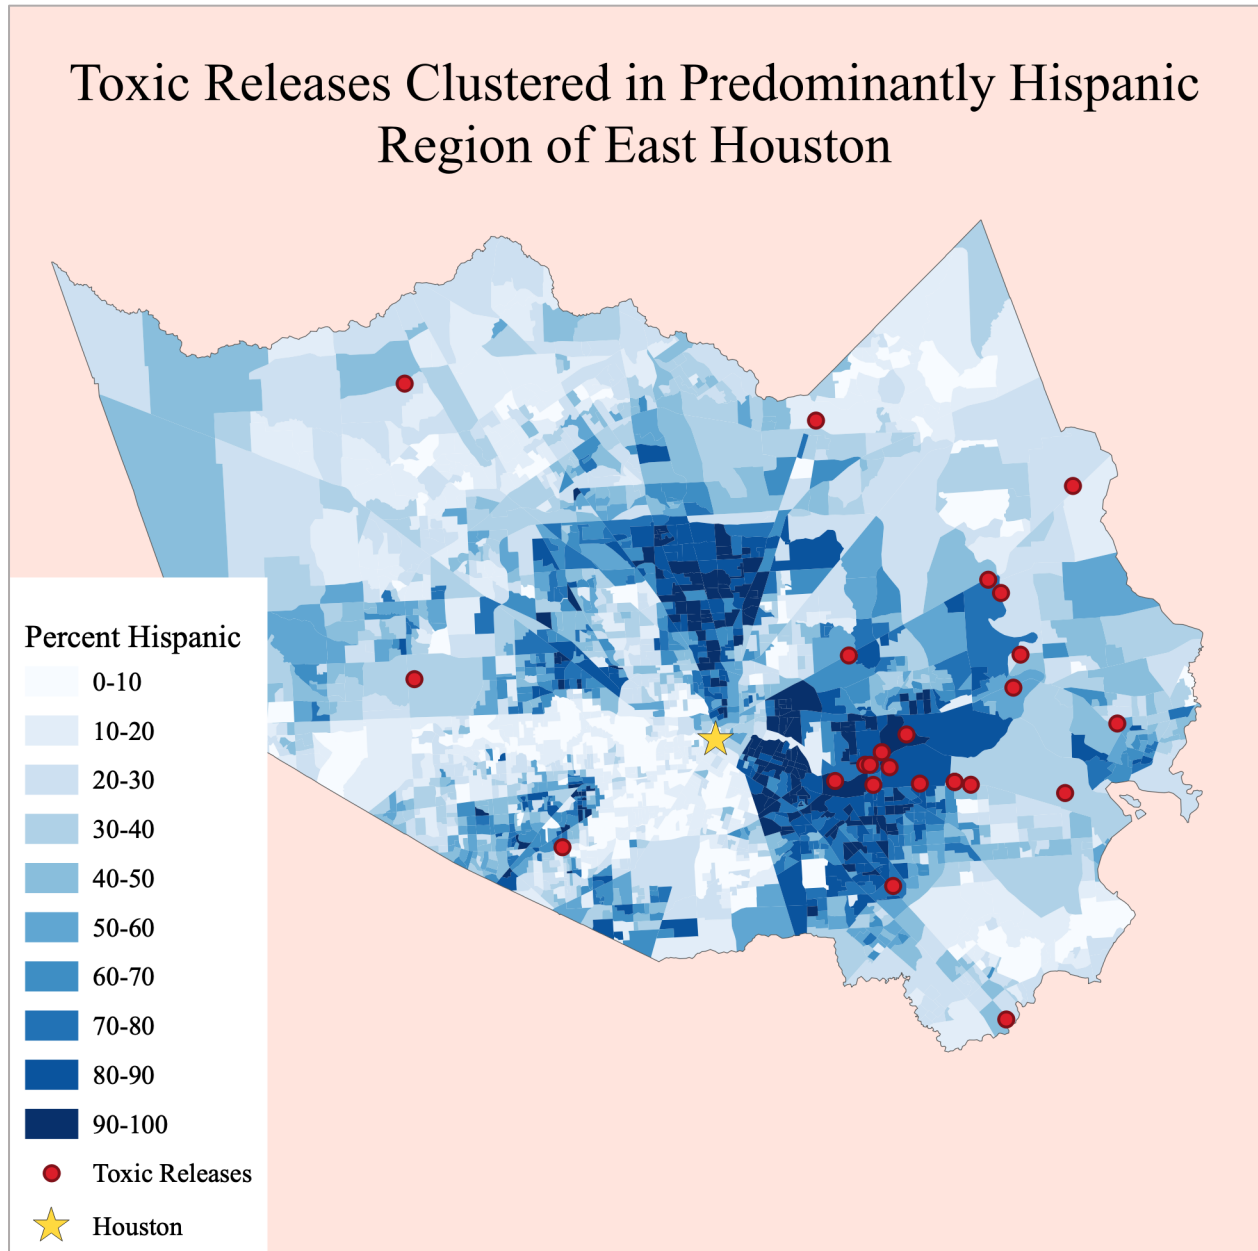 Toxic Releases Clustered in Predominantly Hispanic
Region of East Houston
Percent Hispanic
0-10
10-20
20-30
30-40
40-50
50-60
60-70
70-80
80-90
90-100
Toxic Releases
Houston